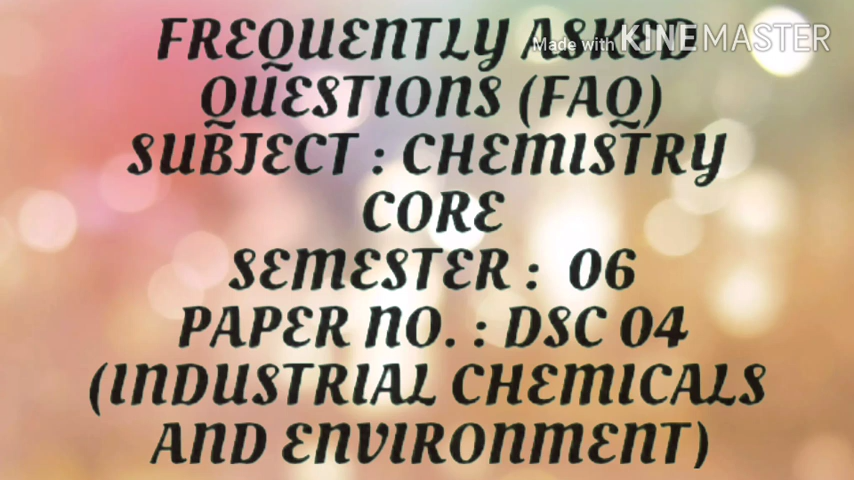 FREQUENTLY ASKED
Made with KINEMASTER
QUESTIONS (FAQ)
SUBJECT : CHEMISTRY
CORE
SEMESTER : 06
PAPER NO. : DSC 04
(INDUSTRIAL CHEMICALS
AND ENVIRONMENT)